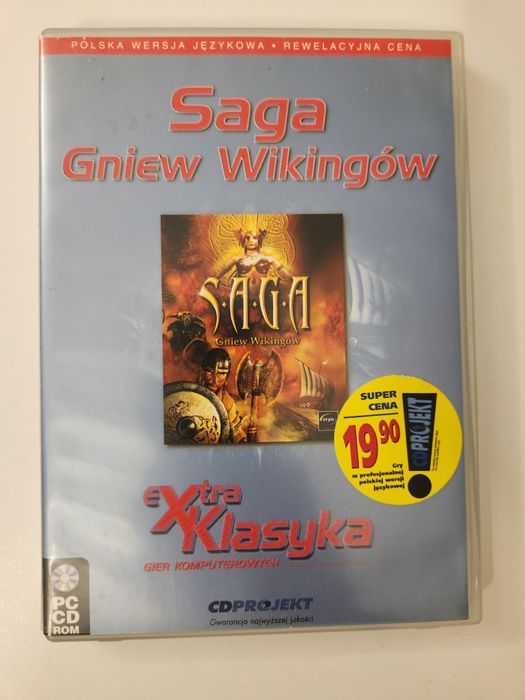 POLSKA WERSJA JĘZYKOWA • REWELACYJNA CENA
Saga
Gniew Wikingów
S·A·G·A
Gniew Wikingów
cryo
SUPER
CENA
19 90
CDPROJEKT
Gry
w profesjonalnej
polskiej wersji
językowej
eXtra
Klasyka
GIER KOMPUTEROWYCH
PC
CD
ROM
CDPROJEKT
Gwarancja najwyższej jakości